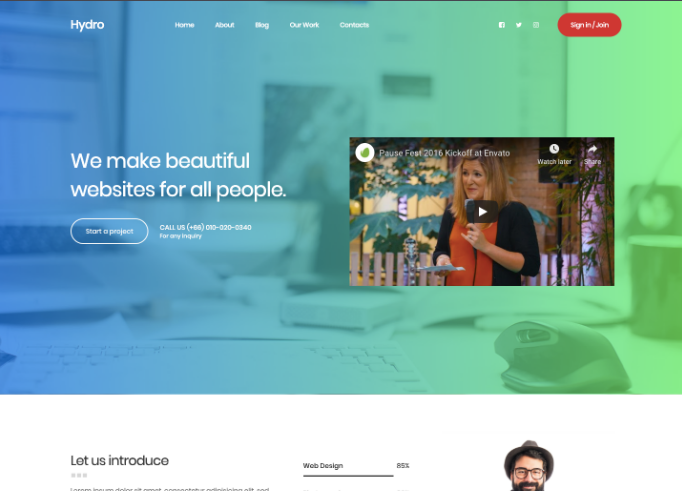 Hydro
Home About Blog Our Work Contacts
Sign in / Join
We make beautiful
websites for all people.
Start a project
CALL US (+66) 010-020-0340
For any inquiry
Pause Fest 2016 Kickoff at Envato
Watch later Share
Let us introduce
Web Design 85%
Lorem ipsum dolor sit amet, consectetur adipisicing elit, sed